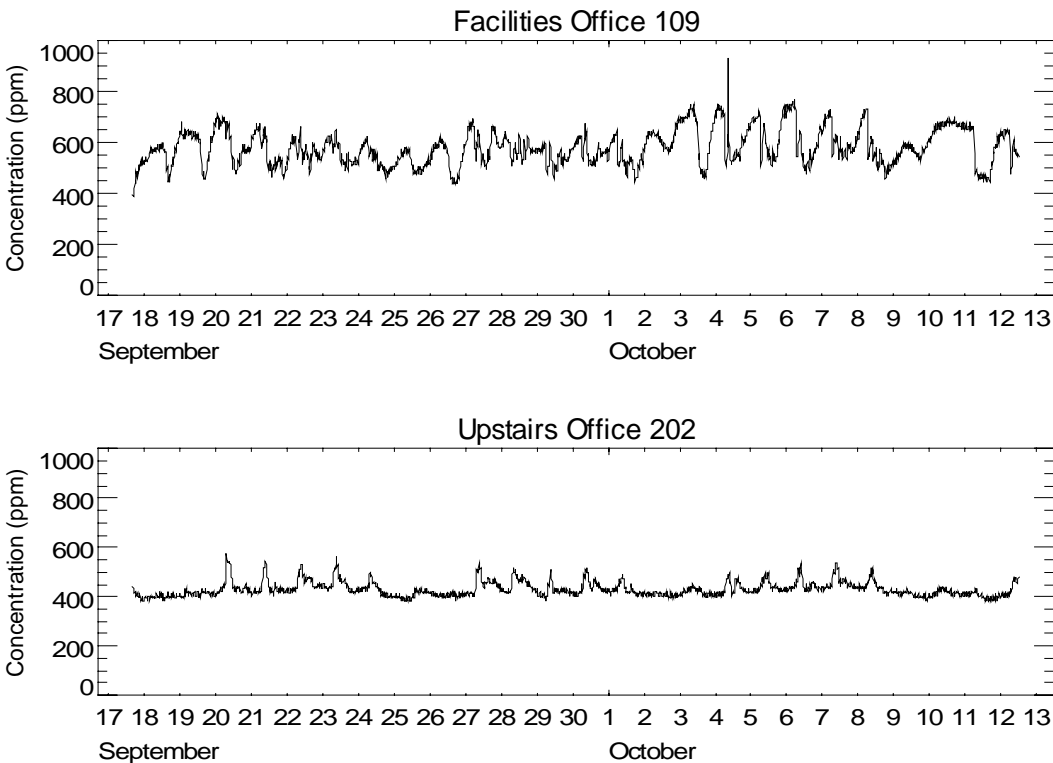 Facilities Office 109
Concentration (ppm)
1000
800
600
400
200
0
17 18 19 20 21 22 23 24 25 26 27 28 29 30 1 2 3 4 5 6 7 8 9 10 11 12 13
September October
Upstairs Office 202
Concentration (ppm)
1000
800
600
400
200
0
17 18 19 20 21 22 23 24 25 26 27 28 29 30 1 2 3 4 5 6 7 8 9 10 11 12 13
September October